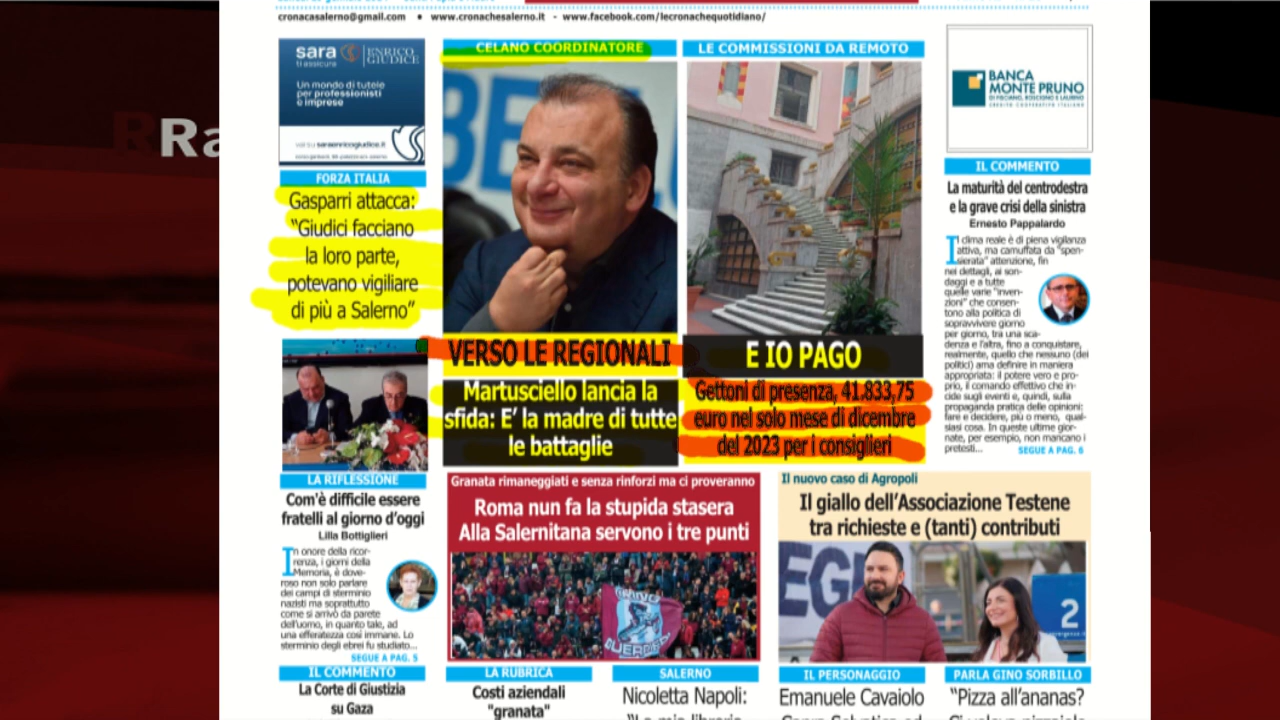 cronacasalerno@gmail.com • www.cronachesalerno.it - www.facebook.com/lecronachequotidiano/
Ra
sara
ti assicura
ENRICO
GIUDICE
Un mondo di tutele
per professionisti
e imprese
FORZA ITALIA
Gasparri attacca:
“Giudici facciano
la loro parte,
potevano vigiliare
di più a Salerno”
LA RIFLESSIONE
Com'è difficile essere
fratelli al giorno d’oggi
Lilla Bottiglieri
In onore della ricor-
renza, i giorni della
Memoria, è dove-
roso non solo parlare
dei campi di sterminio
nazisti ma soprattutto
come si arrivò da parete
dell'uomo, in quanto tale, ad
una efferatezza così immane. Lo
sterminio degli ebrei fu studiato...
SEGUE A PAG. 5
IL COMMENTO
La Corte di Giustizia
su Gaza
CELANO COORDINATORE
VERSO LE REGIONALI
Martusciello lancia la
sfida: E’ la madre di tutte
le battaglie
LE COMMISSIONI DA REMOTO
E IO PAGO
Gettoni di presenza, 41.833,75
euro nel solo mese di dicembre
del 2023 per i consiglieri
Granata rimaneggiati e senza rinforzi ma ci proveranno
Roma nun fa la stupida stasera
Alla Salernitana servono i tre punti
LA RUBRICA
Costi aziendali
"granata"
SALERNO
Nicoletta Napoli:
BANCA
MONTE PRUNO
DI FISCIANO, ROSCIGNO E LAURINO
CREDITO COOPERATIVO ITALIANO
IL COMMENTO
La maturità del centrodestra
e la grave crisi della sinistra
Ernesto Pappalardo
Il clima reale è di piena vigilanza
attiva, ma camuffata da “spen-
sierata” attenzione, fin
nei dettagli, ai son-
daggi e a tutte
quelle varie “inven-
zioni” che consen-
tono alla politica di
sopravvivere giorno
per giorno, tra una sca-
denza e l’altra, fino a conquistare,
realmente, quello che nessuno (dei
politici) ama definire in maniera
appropriata: il potere vero e pro-
prio, il comando effettivo che in-
cide sugli eventi e, quindi, sulla
propaganda pratica delle opinioni:
fare e decidere, più o meno, qual-
siasi cosa. In queste ultime gior-
nate, per esempio, non mancano i
pretesti...
SEGUE A PAG. 6
Il nuovo caso di Agropoli
Il giallo dell’Associazione Testene
tra richieste e (tanti) contributi
2
IL PERSONAGGIO
Emanuele Cavaiolo
PARLA GINO SORBILLO
“Pizza all’ananas?